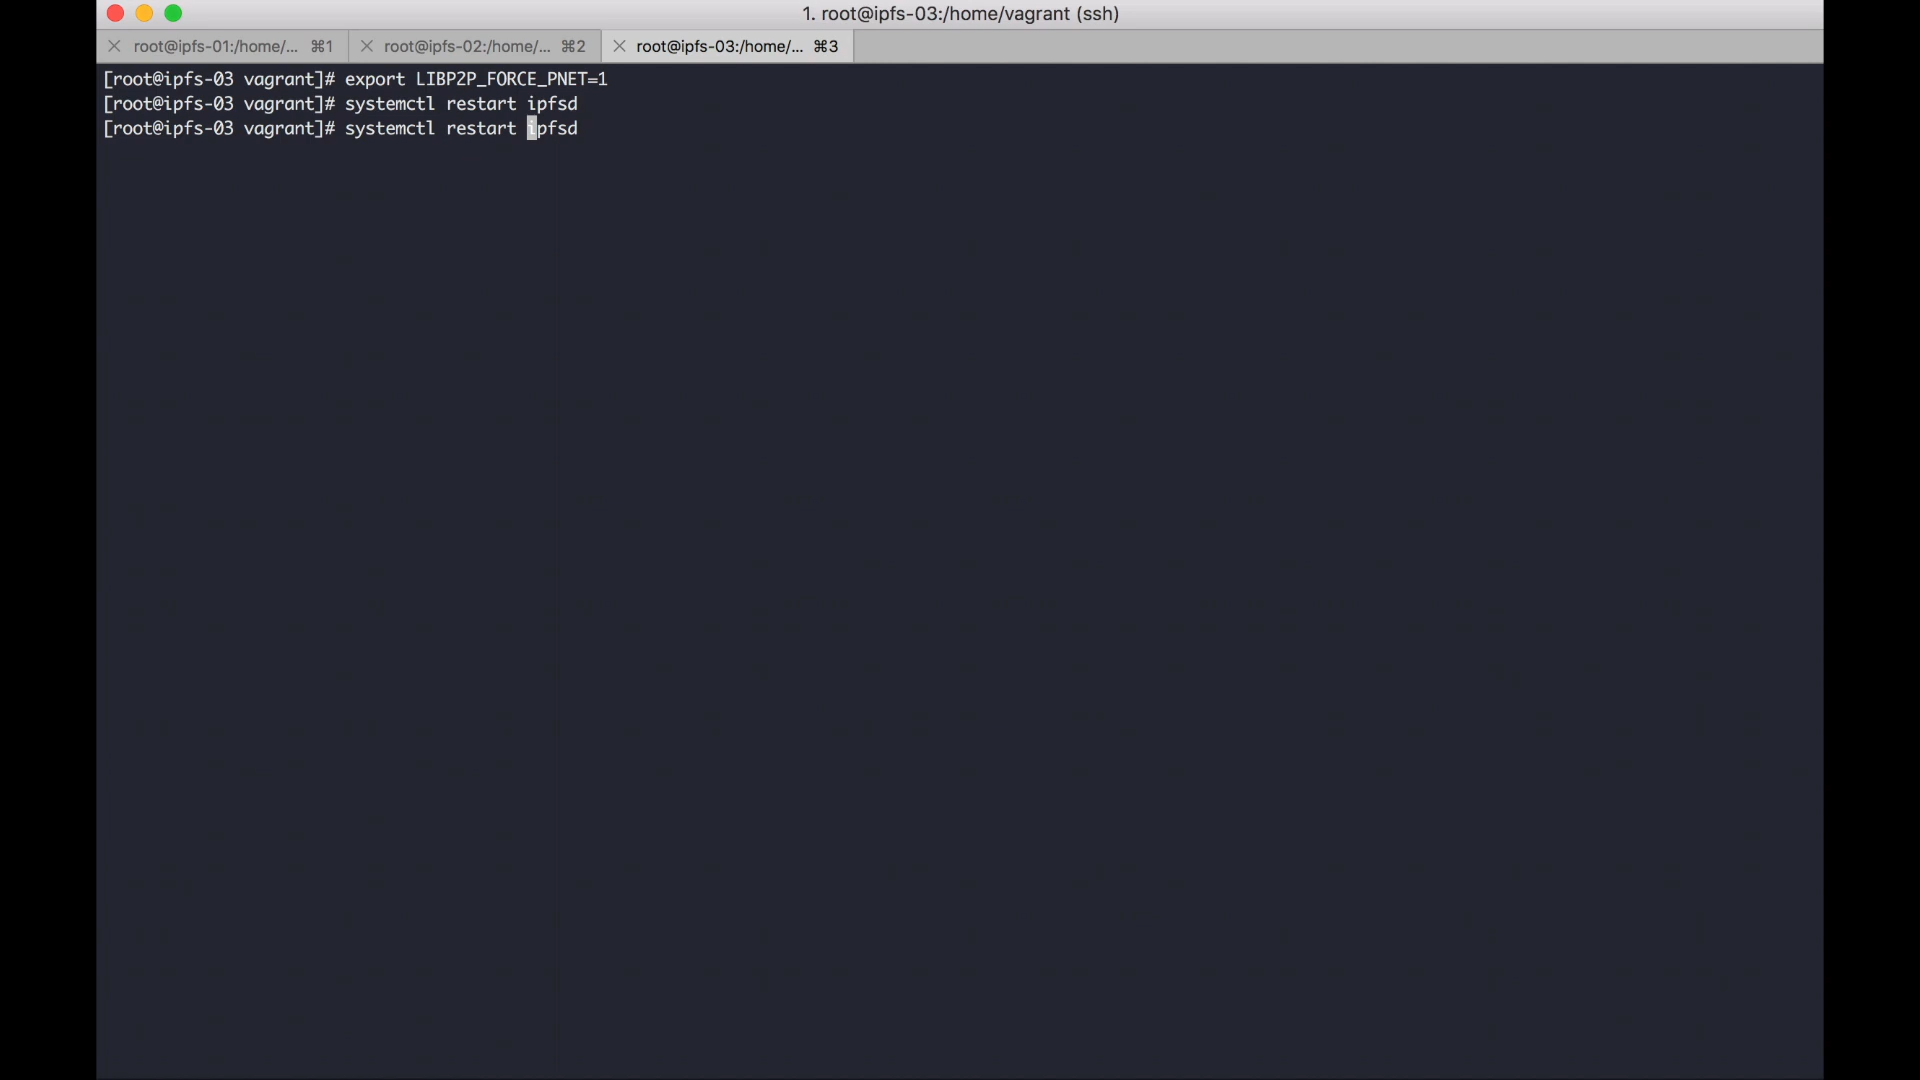 1. root@ipfs-03:/home/vagrant (ssh)
root@ipfs-01:/home/... ⌘1
root@ipfs-02:/home/... ⌘2
root@ipfs-03:/home/... ⌘3
[root@ipfs-03 vagrant]# export LIBP2P_FORCE_PNET=1
[root@ipfs-03 vagrant]# systemctl restart ipfsd
[root@ipfs-03 vagrant]# systemctl restart ipfsd